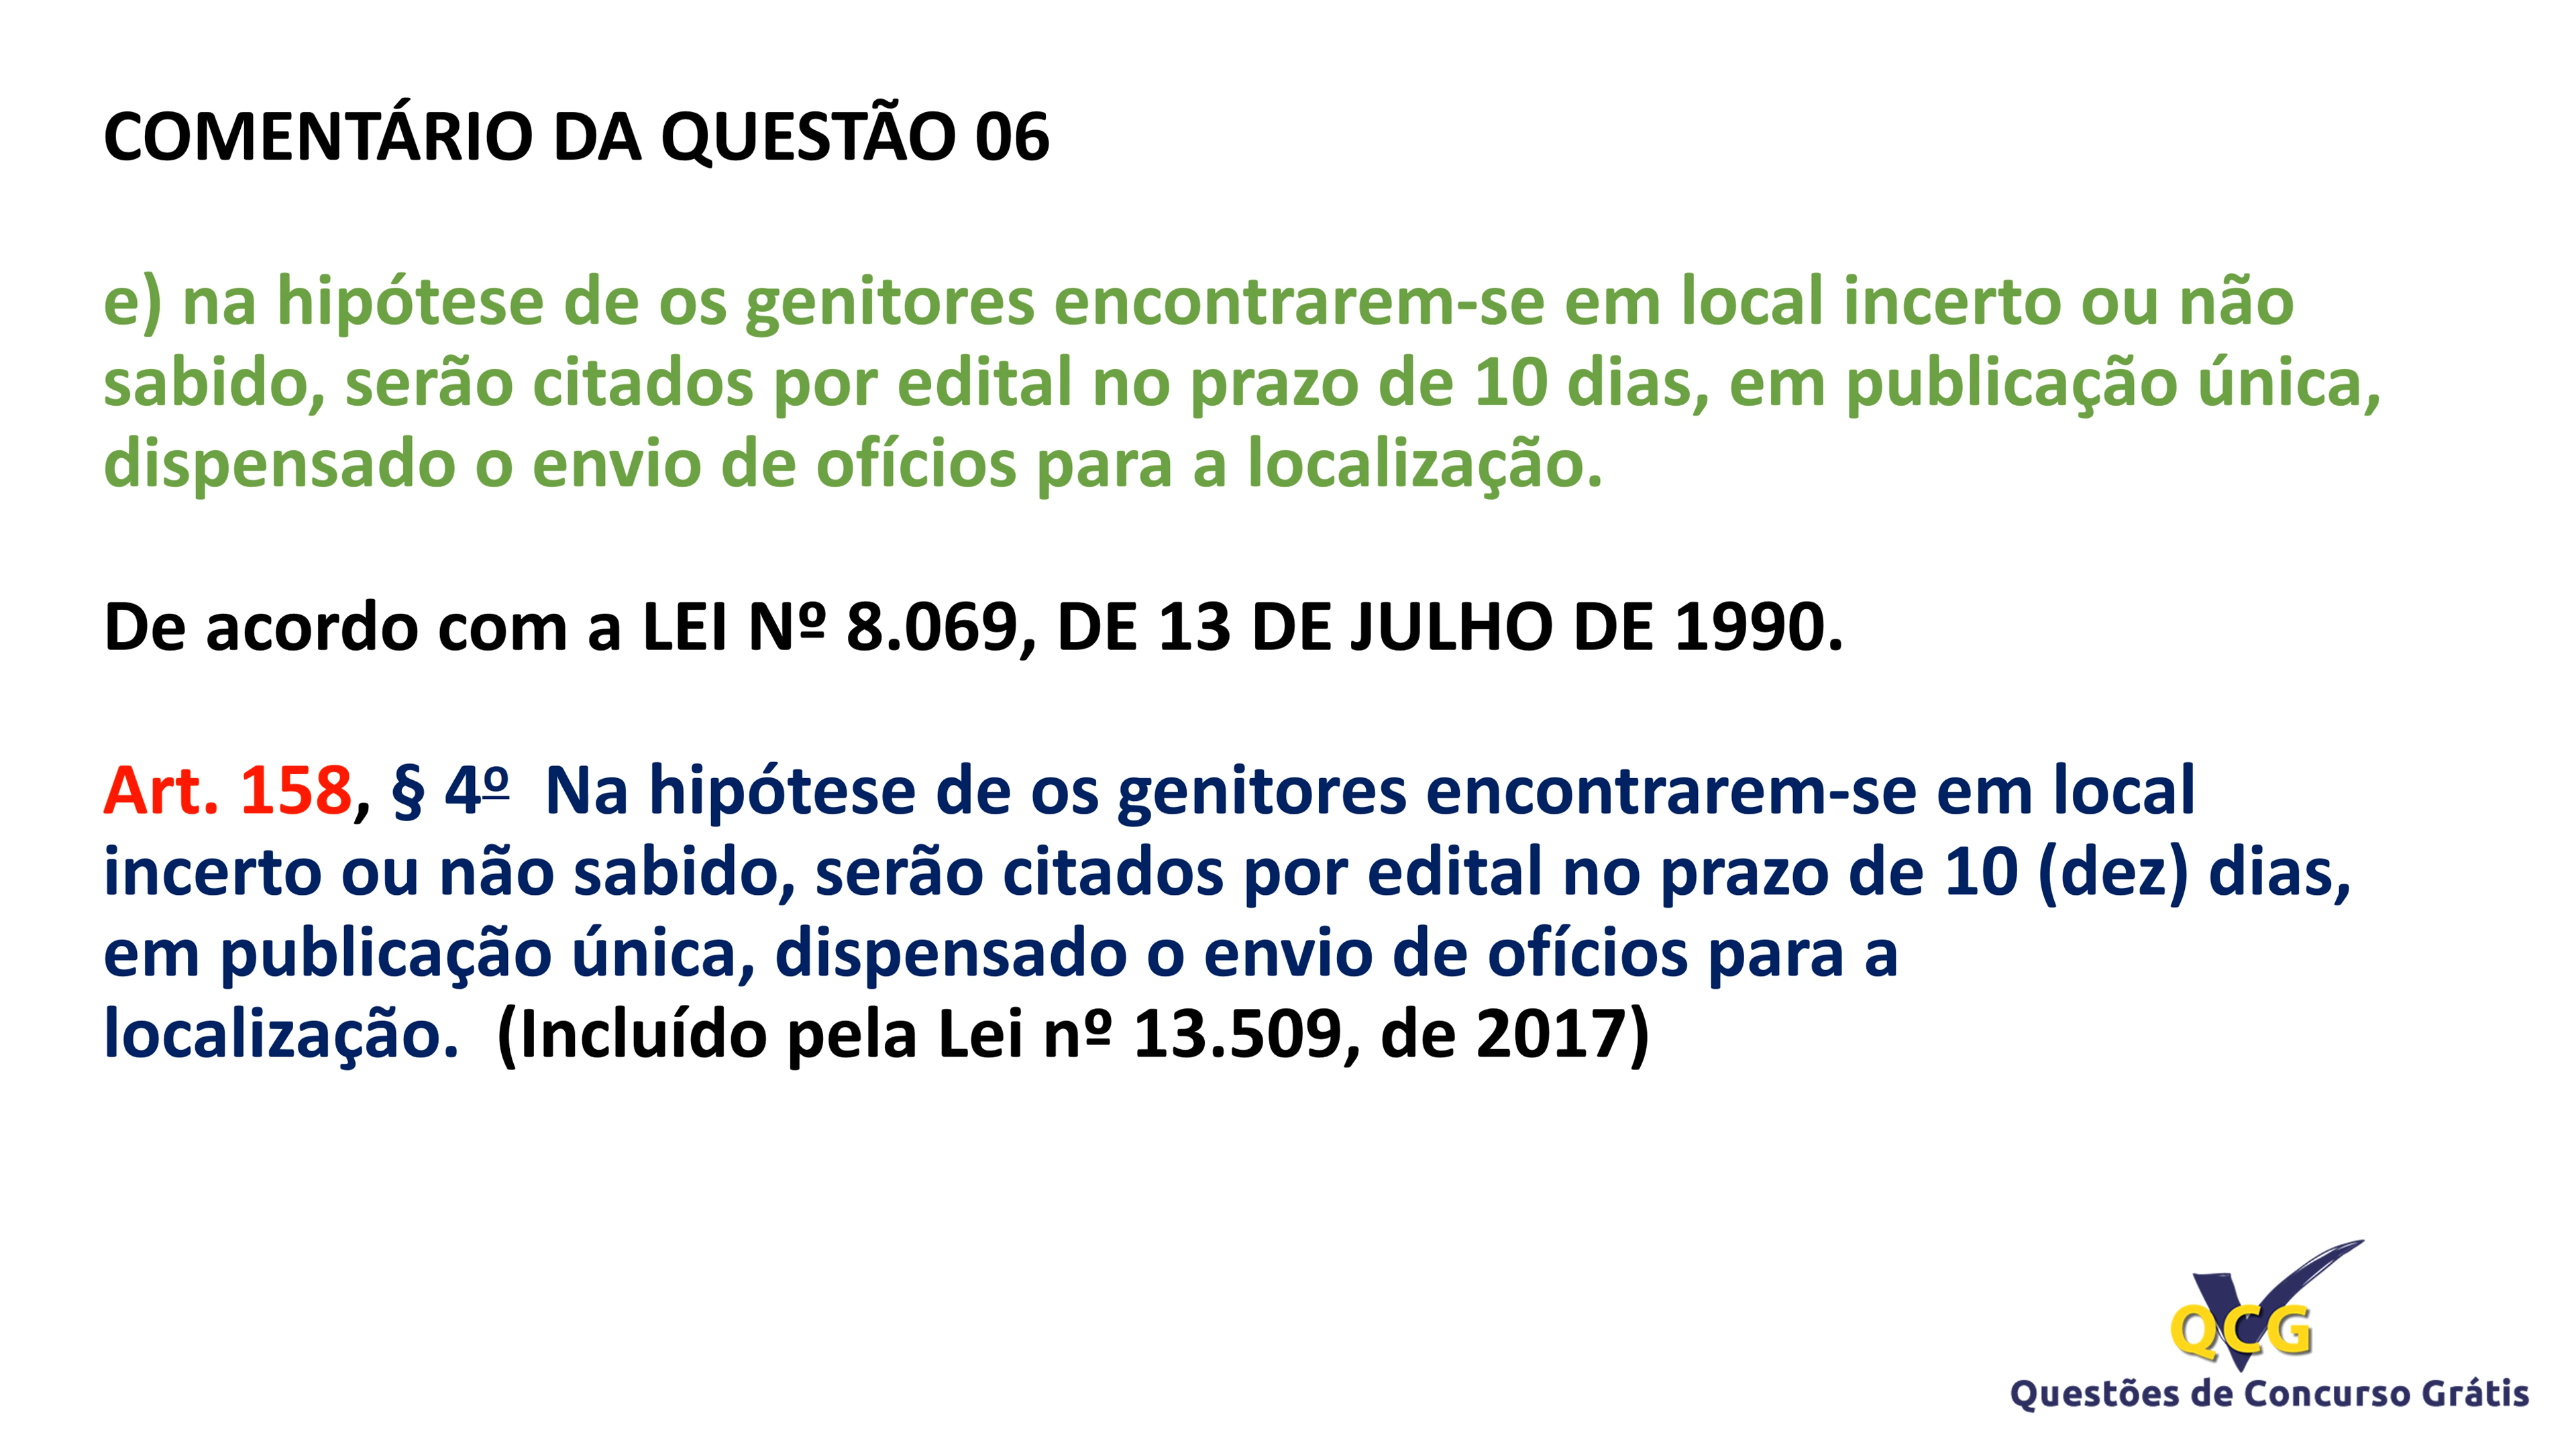 COMENTÁRIO DA QUESTÃO 06
e) na hipótese de os genitores encontrarem-se em local incerto ou não
sabido, serão citados por edital no prazo de 10 dias, em publicação única,
dispensado o envio de ofícios para a localização.
De acordo com a LEI Nº 8.069, DE 13 DE JULHO DE 1990.
Art. 158, § 4º  Na hipótese de os genitores encontrarem-se em local
incerto ou não sabido, serão citados por edital no prazo de 10 (dez) dias,
em publicação única, dispensado o envio de ofícios para a
localização.  (Incluído pela Lei nº 13.509, de 2017)
QCG
Questões de Concurso Grátis